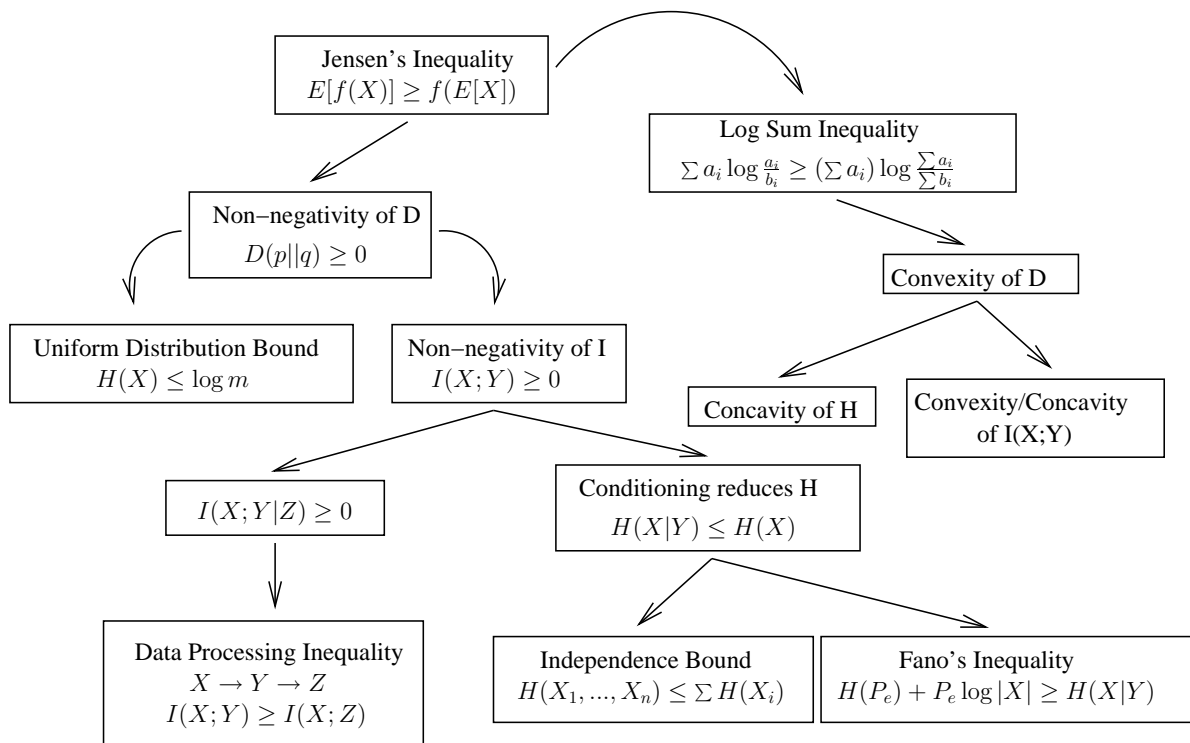 Jensen's Inequality
E[f(X)] ≥ f(E[X])
Log Sum Inequality
∑ a_i log a_i/b_i ≥ (∑ a_i) log ∑ a_i/∑ b_i
Non−negativity of D
D(p||q) ≥ 0
Convexity of D
Uniform Distribution Bound
H(X) ≤ log m
Non−negativity of I
I(X; Y) ≥ 0
Concavity of H
Convexity/Concavity
of I(X;Y)
I(X; Y|Z) ≥ 0
Conditioning reduces H
H(X|Y) ≤ H(X)
Data Processing Inequality
X → Y → Z
I(X; Y) ≥ I(X; Z)
Independence Bound
H(X_1, ..., X_n) ≤ ∑ H(X_i)
Fano's Inequality
H(P_e) + P_e log |X| ≥ H(X|Y)